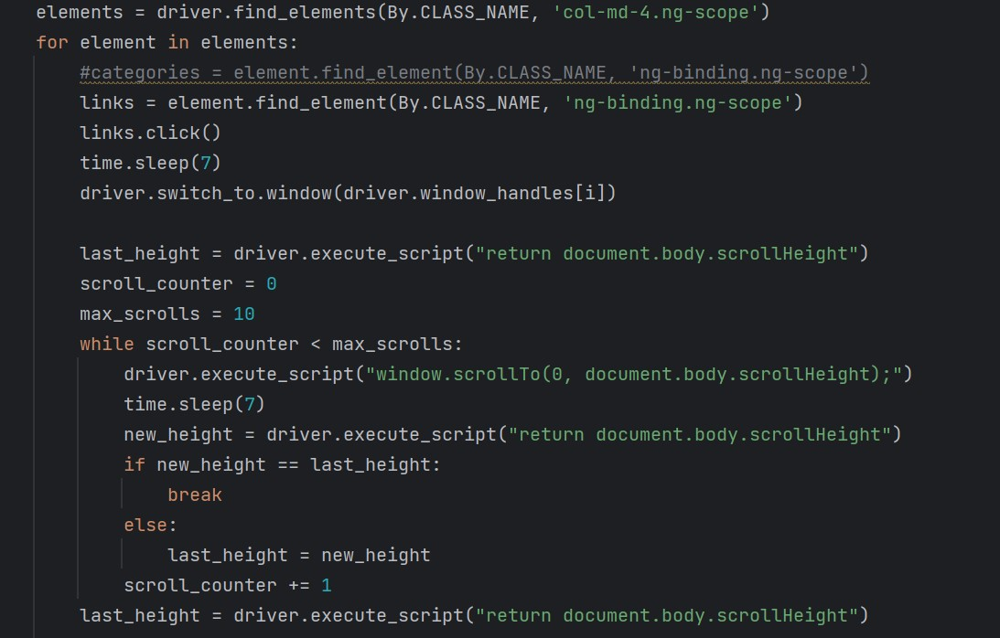 elements = driver.find_elements(By.CLASS_NAME, 'col-md-4.ng-scope')
for element in elements:
    #categories = element.find_element(By.CLASS_NAME, 'ng-binding.ng-scope')
    links = element.find_element(By.CLASS_NAME, 'ng-binding.ng-scope')
    links.click()
    time.sleep(7)
    driver.switch_to.window(driver.window_handles[i])

    last_height = driver.execute_script("return document.body.scrollHeight")
    scroll_counter = 0
    max_scrolls = 10
    while scroll_counter < max_scrolls:
        driver.execute_script("window.scrollTo(0, document.body.scrollHeight);")
        time.sleep(7)
        new_height = driver.execute_script("return document.body.scrollHeight")
        if new_height == last_height:
            break
        else:
            last_height = new_height
        scroll_counter += 1
    last_height = driver.execute_script("return document.body.scrollHeight")